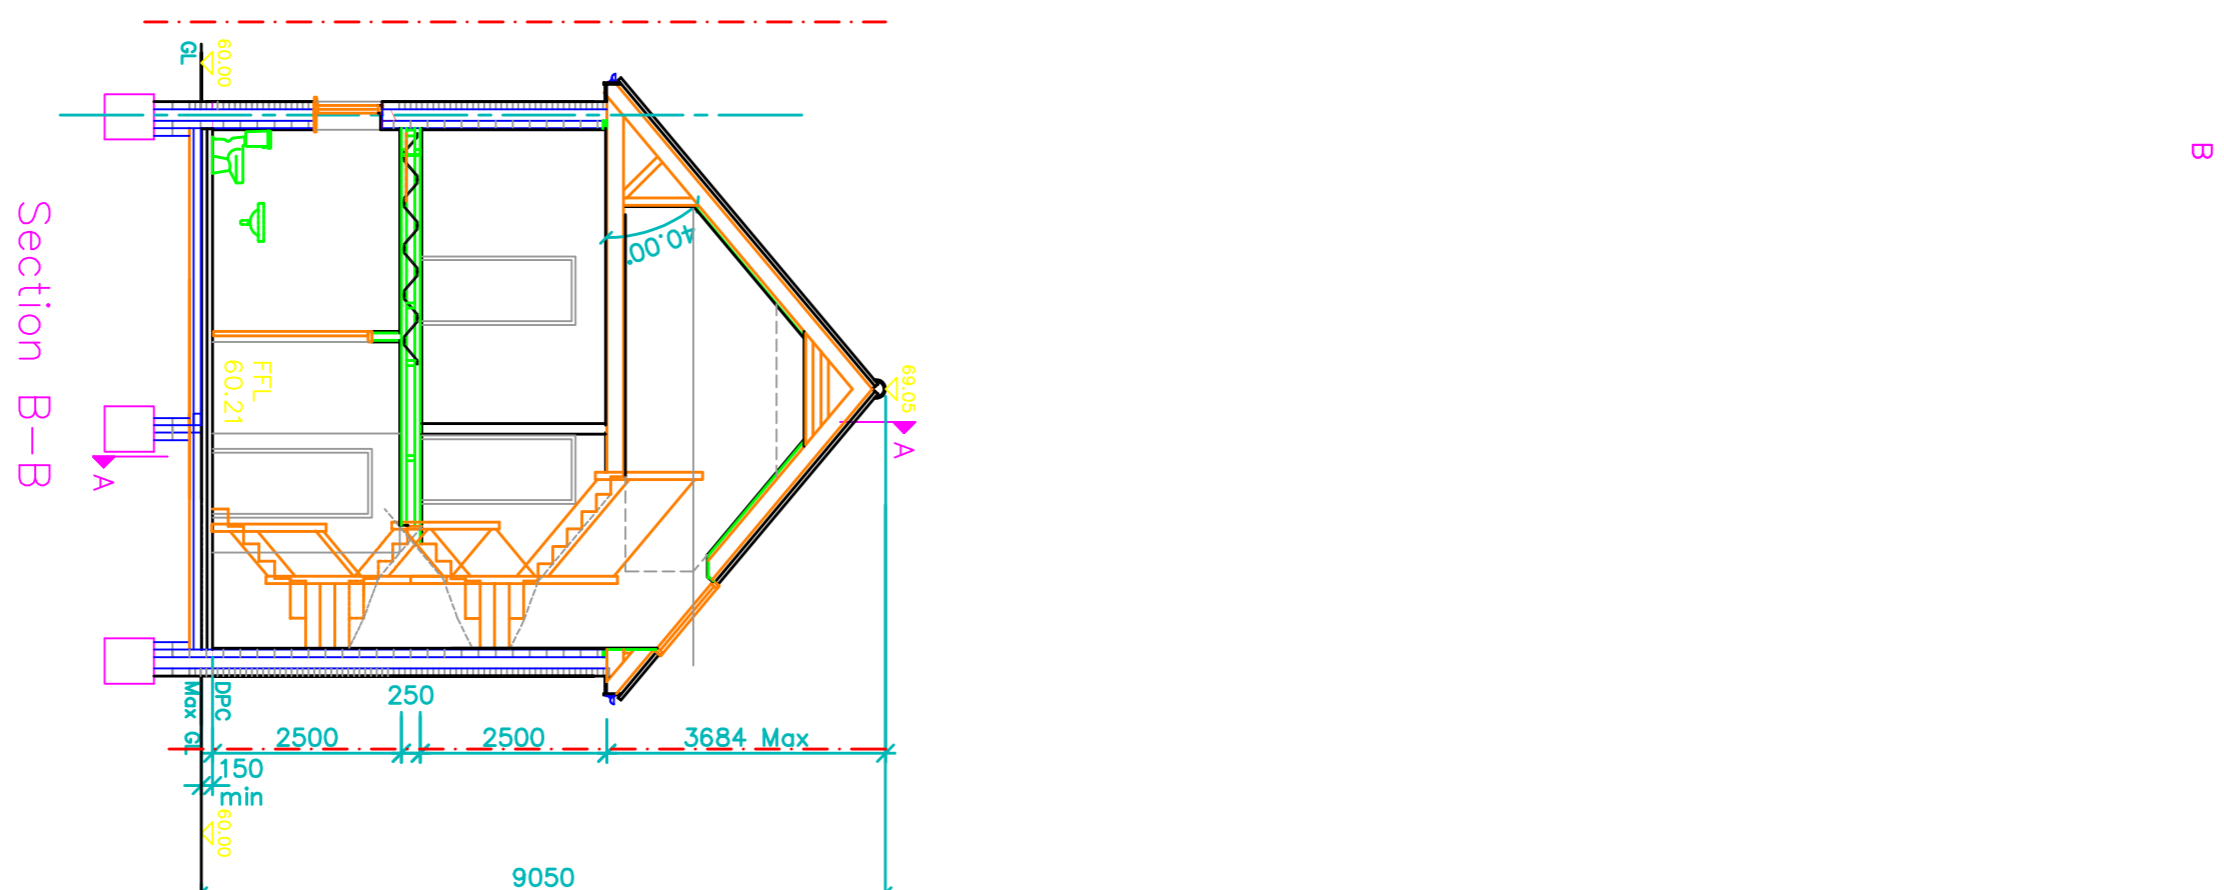 Section B-B
GL
60.00
40.00°
FFL
60.21
69.05
A
A
B
DPC
Max GL
250
2500
2500
3684 Max
150
min
60.00
9050